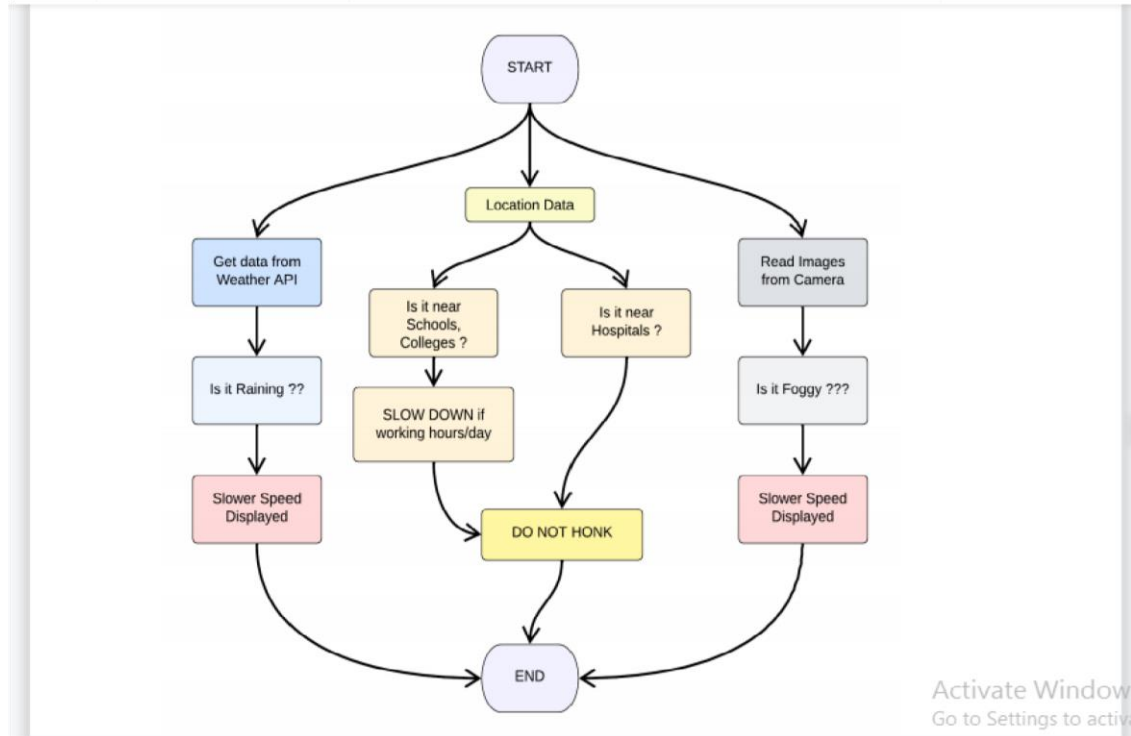 START
Location Data
Get data from
Weather API
Read Images
from Camera
Is it near
Schools,
Colleges ?
Is it near
Hospitals ?
Is it Raining ??
Is it Foggy ???
SLOW DOWN if
working hours/day
Slower Speed
Displayed
Slower Speed
Displayed
DO NOT HONK
END
Activate Window
Go to Settings to activ